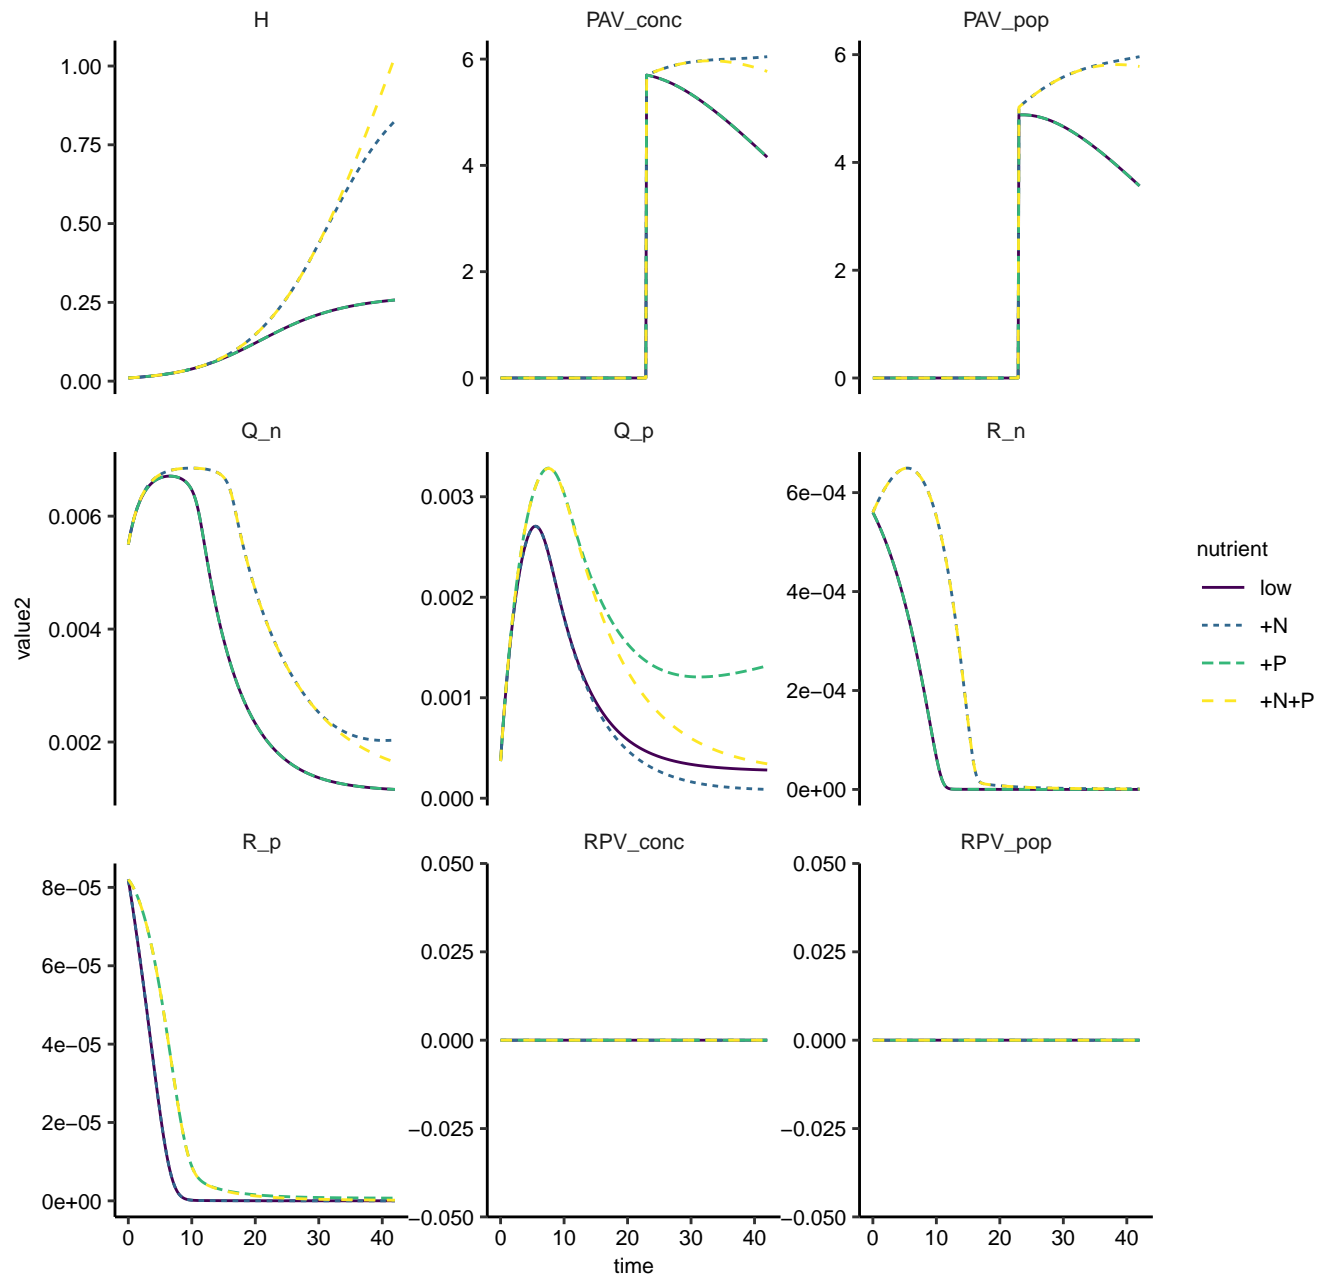 H
PAV_conc
PAV_pop
1.00
0.75
0.50
0.25
0.00
6
4
2
0
6
4
2
0
Q_n
Q_p
R_n
0.006
0.004
0.002
0.003
0.002
0.001
0.000
6e−04
4e−04
2e−04
0e+00
value2
nutrient
low
+N
+P
+N+P
R_p
RPV_conc
RPV_pop
8e−05
6e−05
4e−05
2e−05
0e+00
0.050
0.025
0.000
−0.025
−0.050
0.050
0.025
0.000
−0.025
−0.050
0 10 20 30 40
0 10 20 30 40
0 10 20 30 40
time